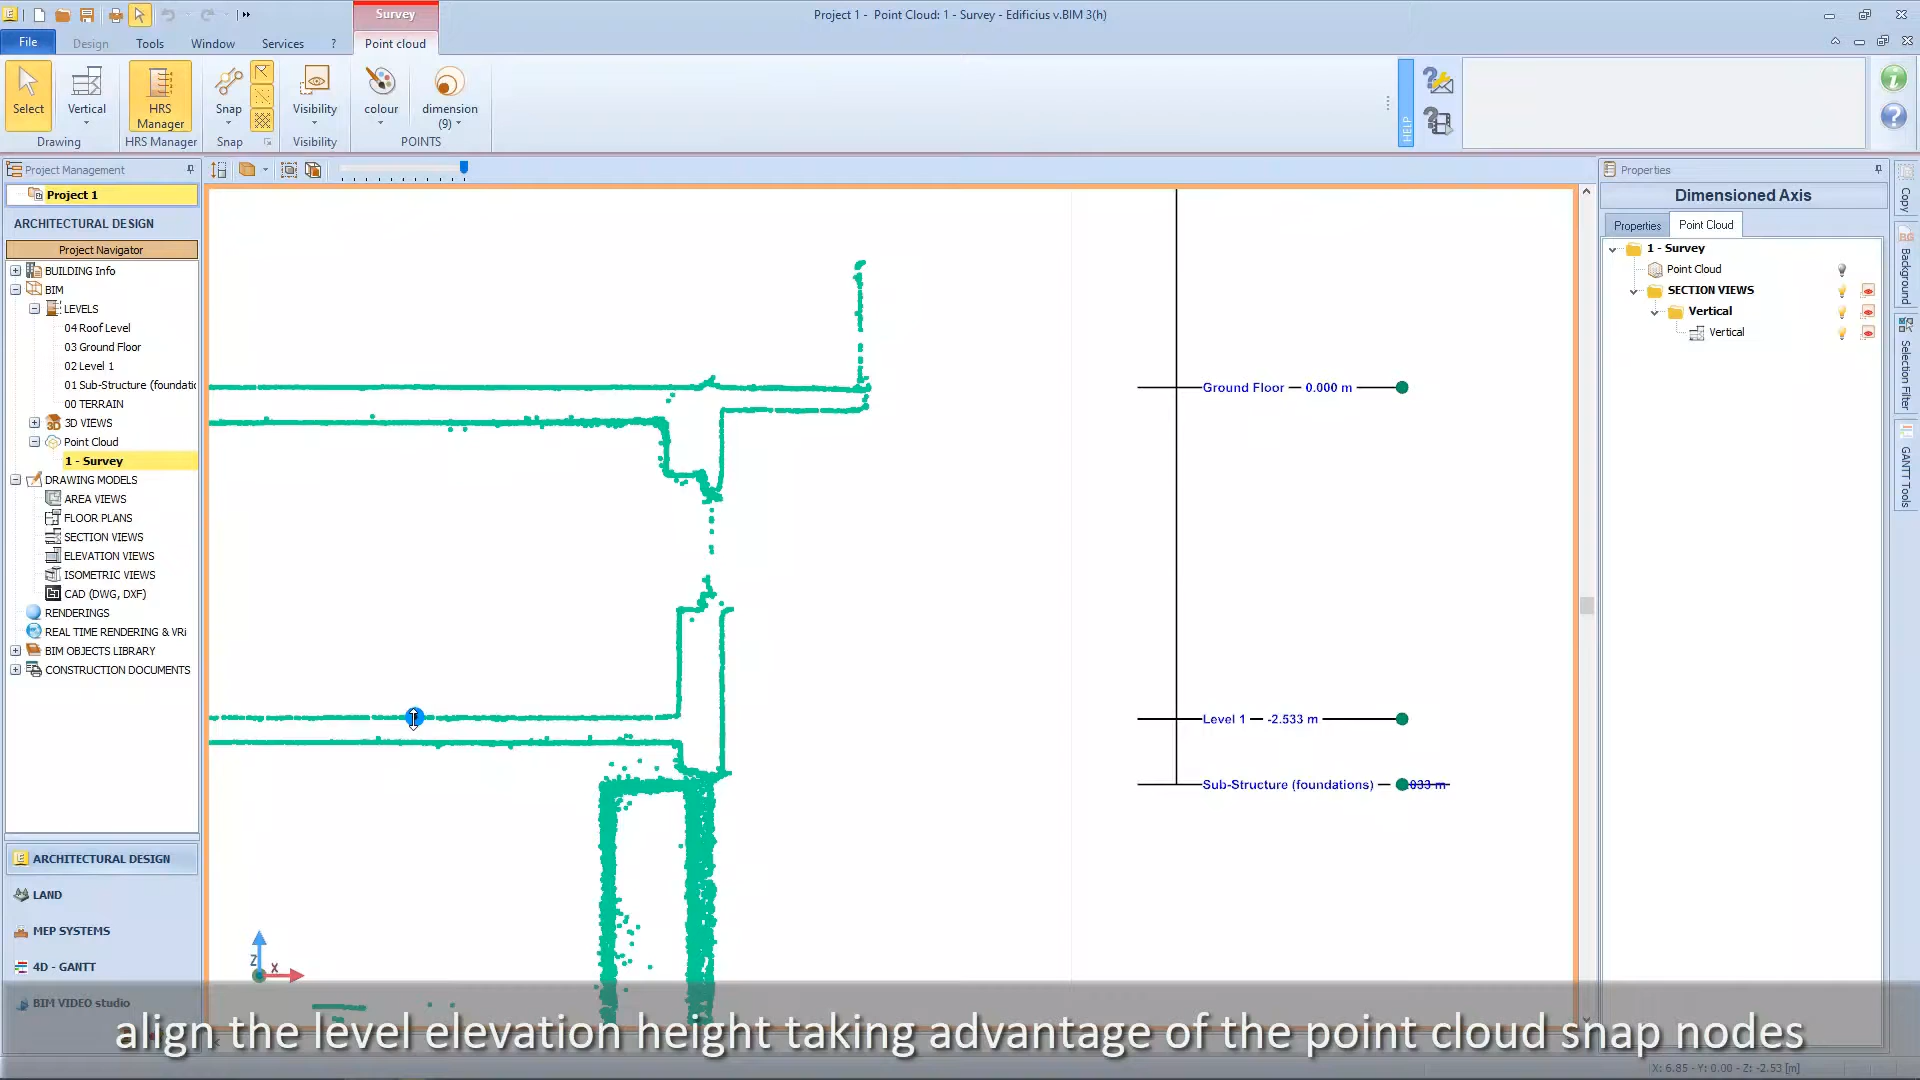 Survey
Project 1 - Point Cloud: 1 - Survey - Edificius v.BIM 3(h)
File
Design
Tools
Window
Services
?
Point cloud
Select
Vertical
HRS
Manager
Snap
Visibility
colour
dimension
(9)
Drawing
HRS Manager
Snap
Visibility
POINTS
HELP
Project Management
Project 1
ARCHITECTURAL DESIGN
Project Navigator
BUILDING Info
BIM
LEVELS
04 Roof Level
03 Ground Floor
02 Level 1
01 Sub-Structure (foundatic
00 TERRAIN
3D VIEWS
Point Cloud
1 - Survey
DRAWING MODELS
AREA VIEWS
FLOOR PLANS
SECTION VIEWS
ELEVATION VIEWS
ISOMETRIC VIEWS
CAD (DWG, DXF)
RENDERINGS
REAL TIME RENDERING & VRi
BIM OBJECTS LIBRARY
CONSTRUCTION DOCUMENTS
ARCHITECTURAL DESIGN
LAND
MEP SYSTEMS
4D - GANTT
BIM VIDEO studio
Ground Floor — 0.000 m
Level 1 — -2.533 m
Sub-Structure (foundations) — 033 m
Z
X
Properties
Dimensioned Axis
Properties
Point Cloud
1 - Survey
Point Cloud
SECTION VIEWS
Vertical
Vertical
Copy
Background
Selection Filter
GANTT Tools
align the level elevation height taking advantage of the point cloud snap nodes
X: 6.85 - Y: 0.00 - Z: -2.53 [m]